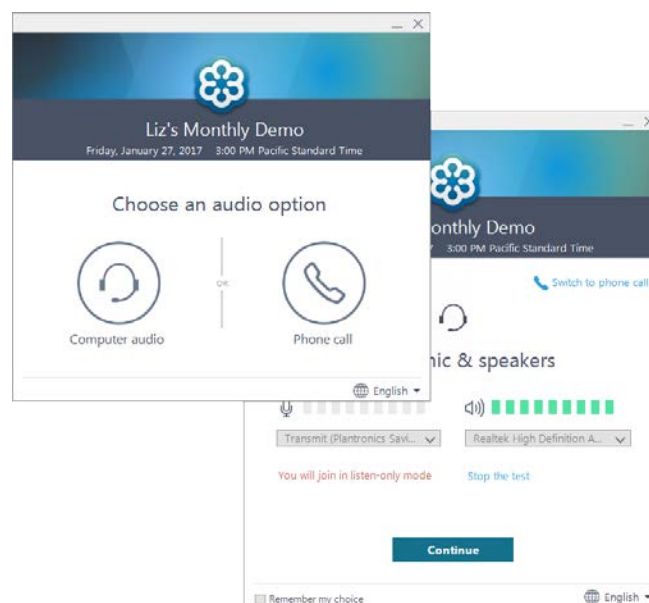 Liz's Monthly Demo
Friday, January 27, 2017 3:00 PM Pacific Standard Time
Choose an audio option
OR
Computer audio
Phone call
English
onthly Demo
3:00 PM Pacific Standard Time
Switch to phone call
ic & speakers
Transmit (Plantronics Savi...
Realtek High Definition A...
You will join in listen-only mode
Stop the test
Continue
Remember my choice
English